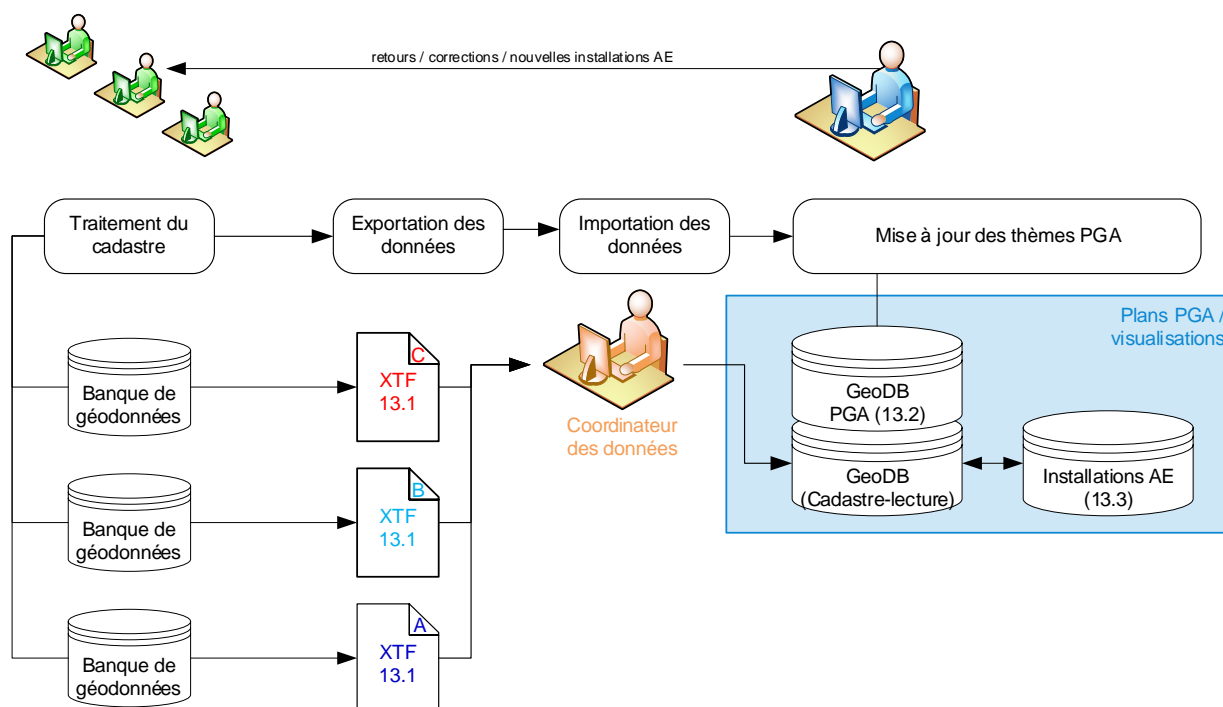 retours / corrections / nouvelles installations AE
Traitement du
cadastre
Exportation des
données
Importation des
données
Mise à jour des thèmes PGA
Plans PGA /
visualisations
Banque de
géodonnées
C
XTF
13.1
Coordinateur
des données
GeoDB
PGA (13.2)
GeoDB
(Cadastre-lecture)
Installations AE
(13.3)
Banque de
géodonnées
B
XTF
13.1
Banque de
géodonnées
A
XTF
13.1